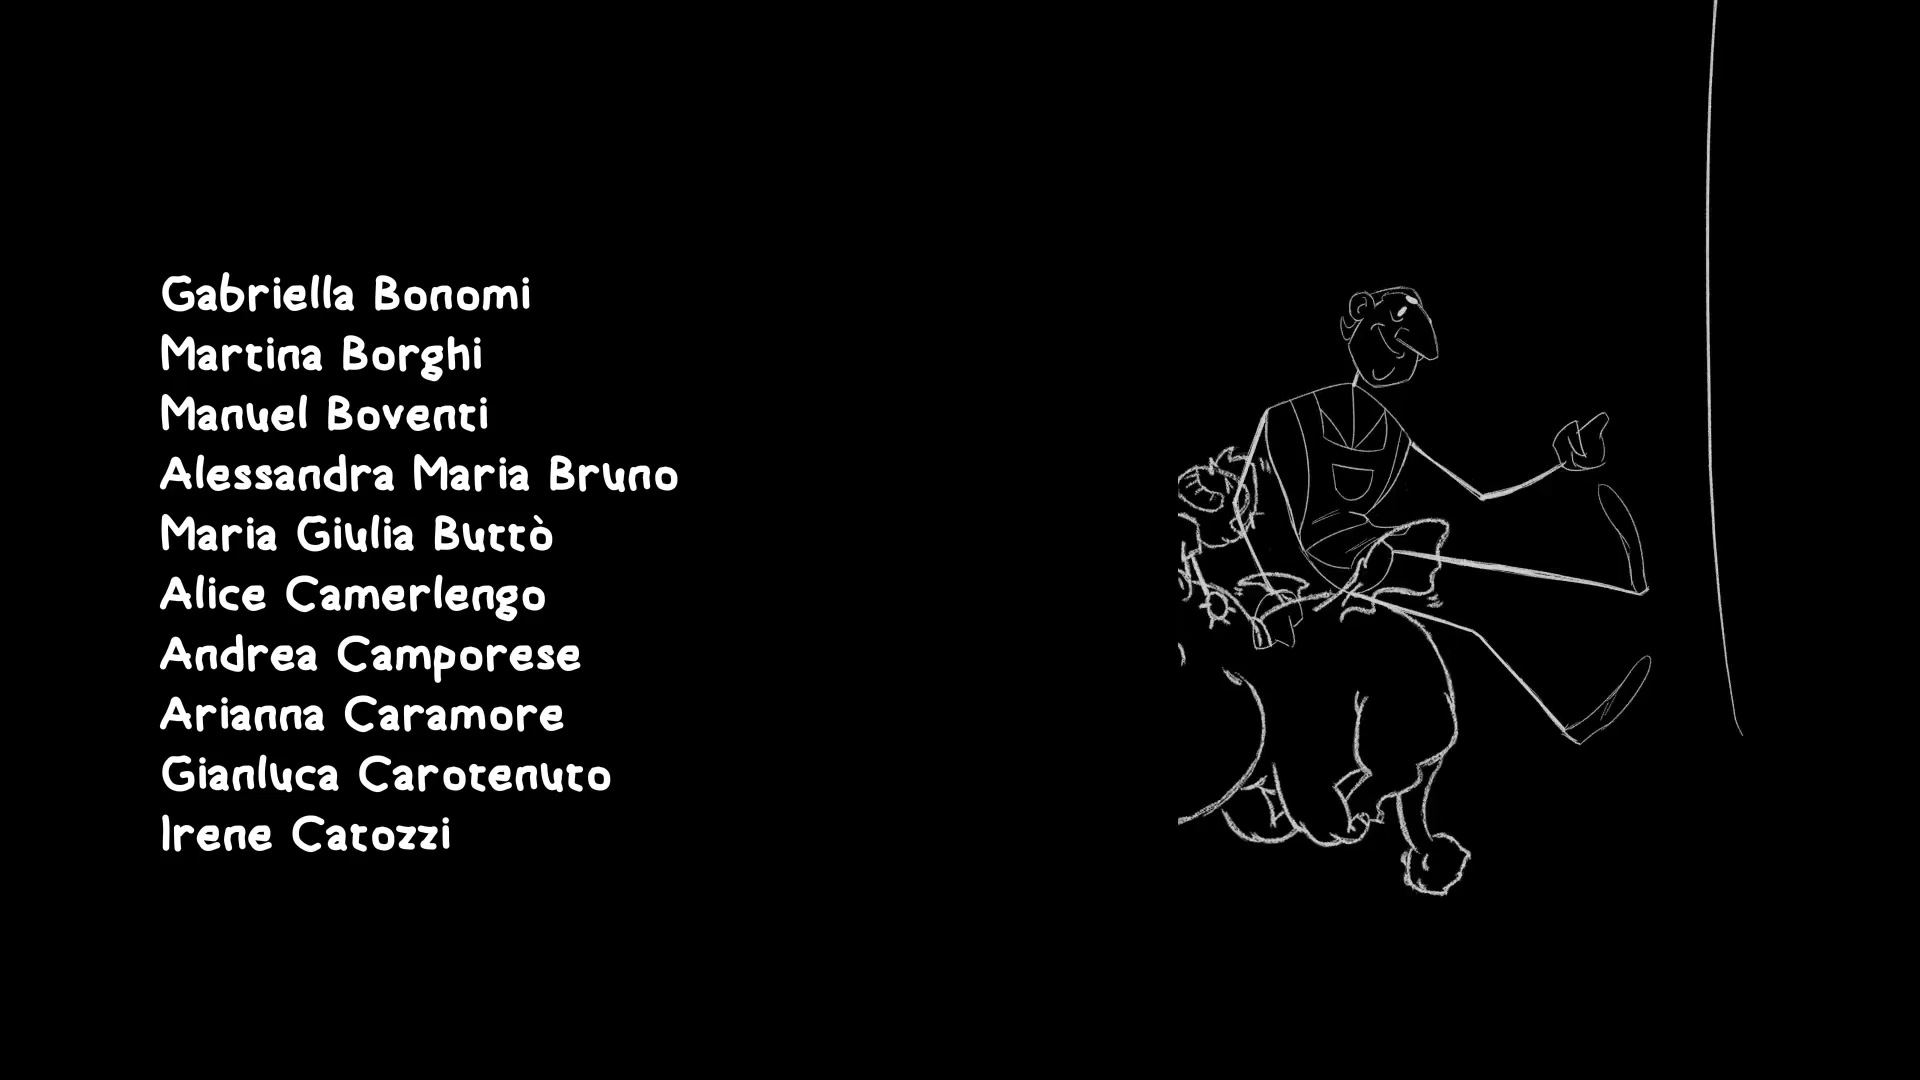 Gabriella Bonomi
Martina Borghi
Manuel Boventi
Alessandra Maria Bruno
Maria Giulia Buttò
Alice Camerlengo
Andrea Camporese
Arianna Caramore
Gianluca Carotenuto
Irene Catozzi